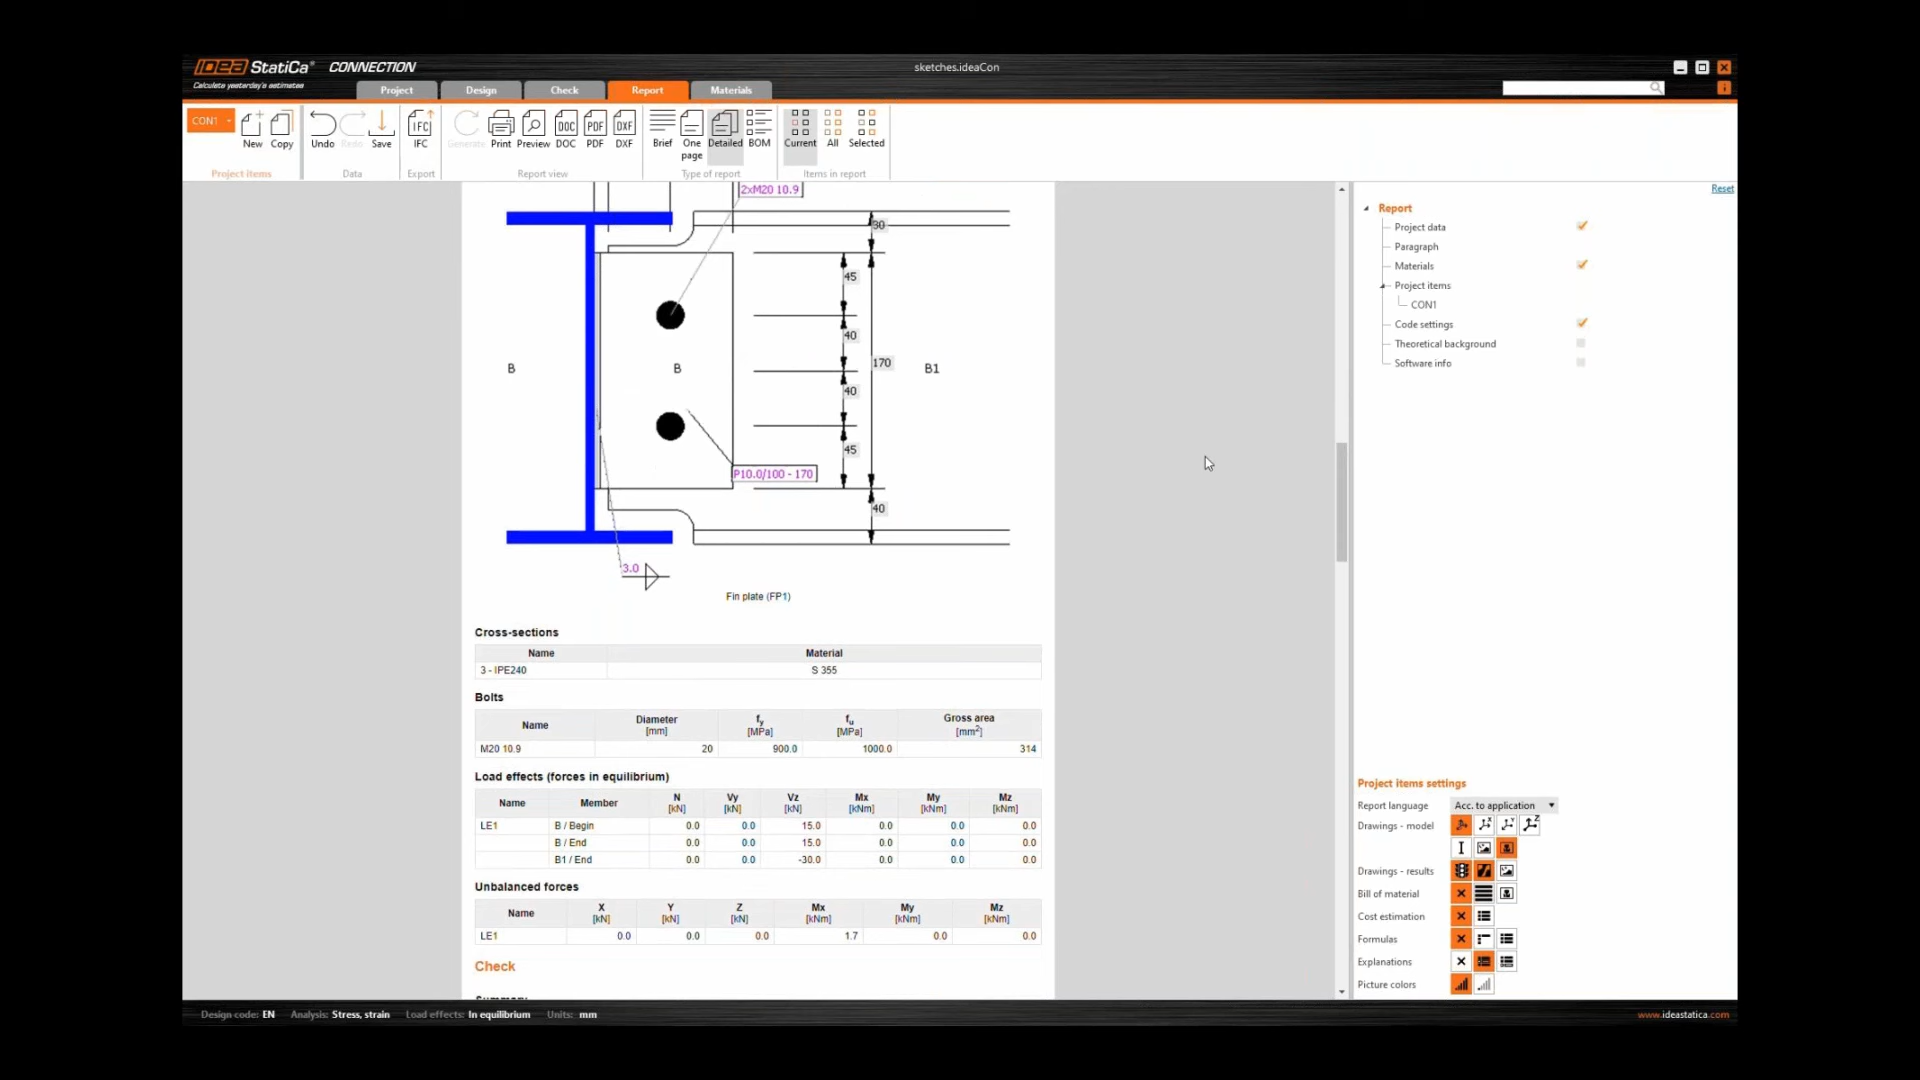 IDEA StatiCa® CONNECTION
Calculate yesterday's estimates
sketches.ideaCon
Project Design Check Report Materials
CON1 New Copy Undo Redo Save IFC Generate Print Preview DOC PDF DXF Brief One page Detailed BOM Current All Selected
Project items Data Export Report view Type of report Items in report
2xM20 10.9
30
45
40
B B 170 B1
40
45
P10.0/100 - 170
40
3.0
Fin plate (FP1)
Cross-sections
Name Material
3 - IPE240 S 355
Bolts
Name Diameter [mm] fy [MPa] fu [MPa] Gross area [mm2]
M20 10.9 20 900.0 1000.0 314
Load effects (forces in equilibrium)
Name Member N [kN] Vy [kN] Vz [kN] Mx [kNm] My [kNm] Mz [kNm]
LE1 B / Begin 0.0 0.0 15.0 0.0 0.0 0.0
B / End 0.0 0.0 15.0 0.0 0.0 0.0
B1 / End 0.0 0.0 -30.0 0.0 0.0 0.0
Unbalanced forces
Name X [kN] Y [kN] Z [kN] Mx [kNm] My [kNm] Mz [kNm]
LE1 0.0 0.0 0.0 1.7 0.0 0.0
Check
Summary
Reset
Report
Project data
Paragraph
Materials
Project items
CON1
Code settings
Theoretical background
Software info
Project items settings
Report language Acc. to application
Drawings - model
Drawings - results
Bill of material
Cost estimation
Formulas
Explanations
Picture colors
Design code: EN Analysis: Stress, strain Load effects: In equilibrium Units: mm
www.ideastatica.com